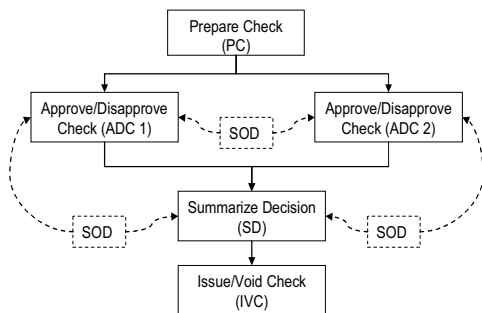 Prepare Check
(PC)
Approve/Disapprove
Check (ADC 1)
SOD
Approve/Disapprove
Check (ADC 2)
SOD
Summarize Decision
(SD)
SOD
Issue/Void Check
(IVC)